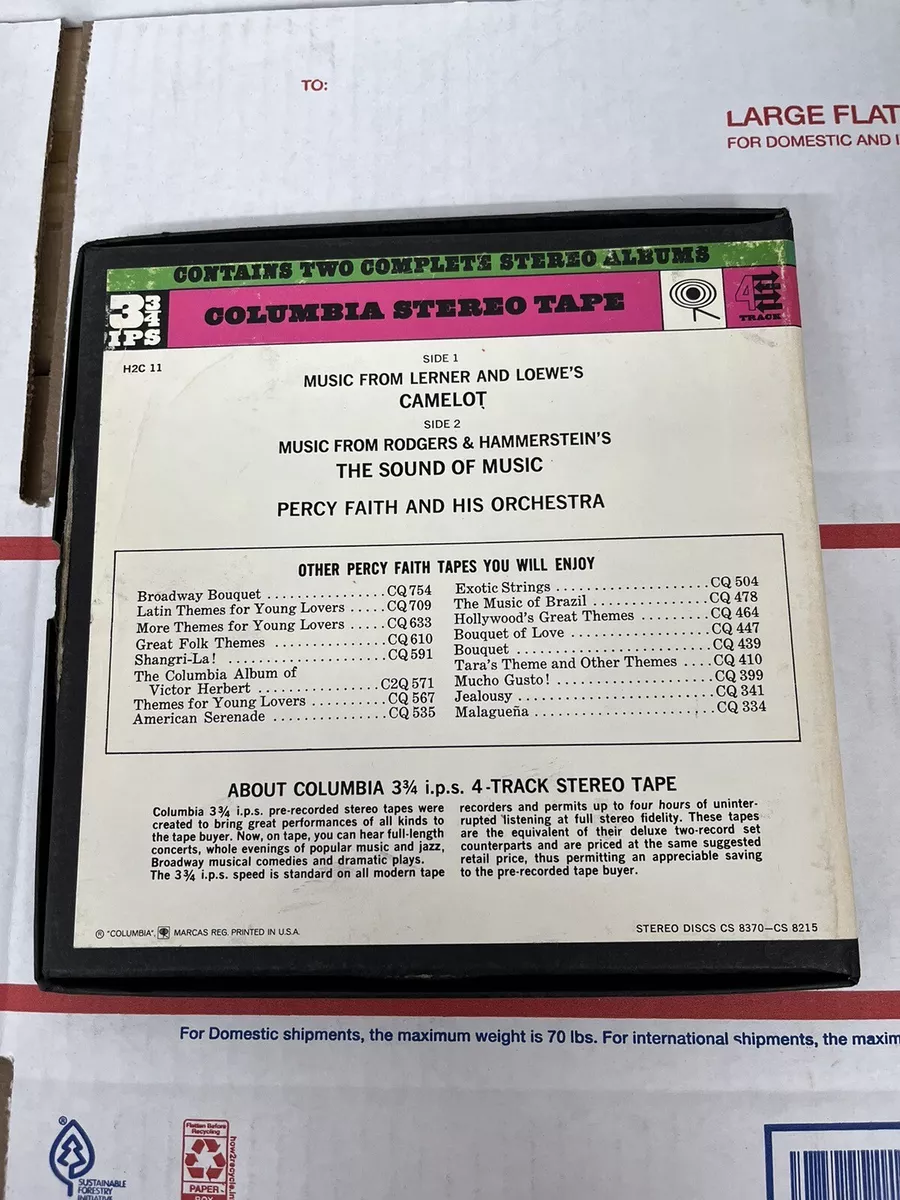 TO:
LARGE FLAT
FOR DOMESTIC AND
CONTAINS TWO COMPLETE STEREO ALBUMS
3 3/4 IPS
COLUMBIA STEREO TAPE
4 TRACK
H2C 11
SIDE 1
MUSIC FROM LERNER AND LOEWE'S
CAMELOT
SIDE 2
MUSIC FROM RODGERS & HAMMERSTEIN'S
THE SOUND OF MUSIC
PERCY FAITH AND HIS ORCHESTRA
OTHER PERCY FAITH TAPES YOU WILL ENJOY
Broadway Bouquet ................CQ 754
Latin Themes for Young Lovers .....CQ 709
More Themes for Young Lovers .....CQ 633
Great Folk Themes ...............CQ 610
Shangri-La! ......................CQ 591
The Columbia Album of
Victor Herbert .................C2Q 571
Themes for Young Lovers ..........CQ 567
American Serenade ...............CQ 535
Exotic Strings ......................CQ 504
The Music of Brazil ................CQ 478
Hollywood's Great Themes .........CQ 464
Bouquet of Love ...................CQ 447
Bouquet ..........................CQ 439
Tara's Theme and Other Themes ....CQ 410
Mucho Gusto! ......................CQ 399
Jealousy ..........................CQ 341
Malagueña ........................CQ 334
ABOUT COLUMBIA 3¾ i.p.s. 4-TRACK STEREO TAPE
Columbia 3¾ i.p.s. pre-recorded stereo tapes were
created to bring great performances of all kinds to
the tape buyer. Now, on tape, you can hear full-length
concerts, whole evenings of popular music and jazz,
Broadway musical comedies and dramatic plays.
The 3¾ i.p.s. speed is standard on all modern tape
recorders and permits up to four hours of uninter-
rupted listening at full stereo fidelity. These tapes
are the equivalent of their deluxe two-record set
counterparts and are priced at the same suggested
retail price, thus permitting an appreciable saving
to the pre-recorded tape buyer.
® "COLUMBIA", MARCAS REG. PRINTED IN U.S.A.
STEREO DISCS CS 8370—CS 8215
For Domestic shipments, the maximum weight is 70 lbs. For international shipments, the maxim
®
SUSTAINABLE
FORESTRY
INITIATIVE
Flatten Before
Recycling
PAPER
BOX
how2recycle.in